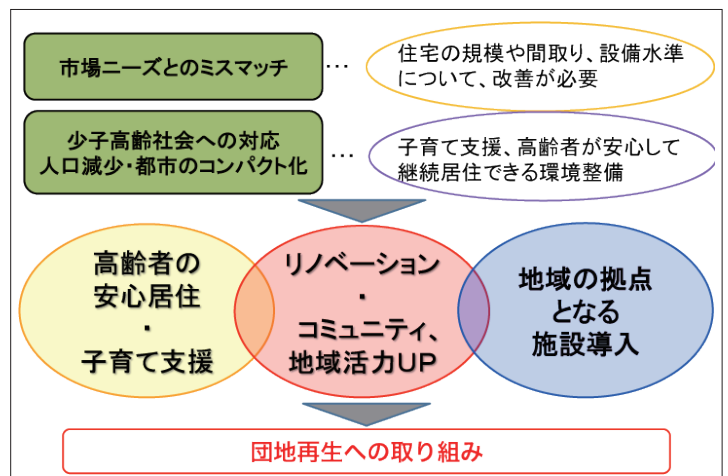 市場ニーズとのミスマッチ
…
住宅の規模や間取り、設備水準
について、改善が必要
少子高齢社会への対応
人口減少・都市のコンパクト化
…
子育て支援、高齢者が安心して
継続居住できる環境整備
高齢者の
安心居住
・
子育て支援
リノベーション
・
コミュニティ、
地域活力UP
地域の拠点
となる
施設導入
団地再生への取り組み